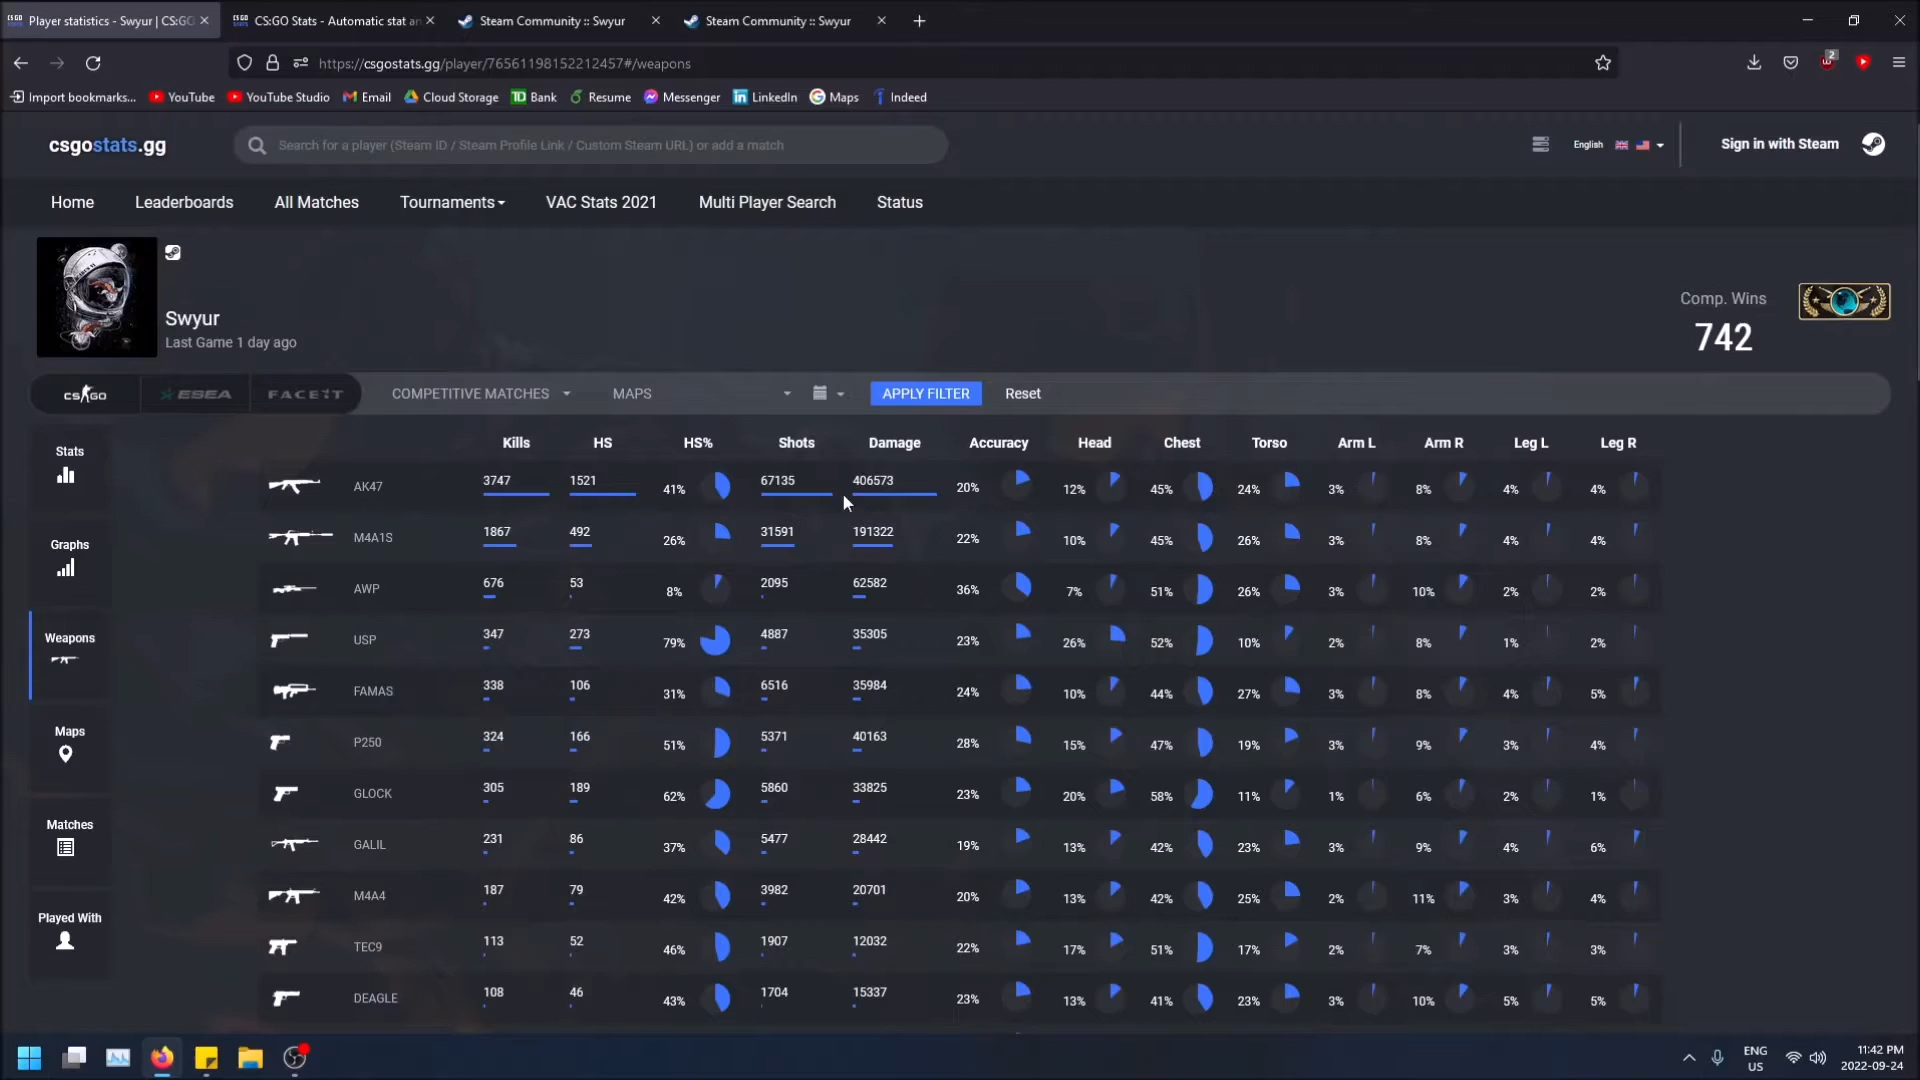 Player statistics - Swyur | CS:GO
CS:GO Stats - Automatic stat an
Steam Community :: Swyur
Steam Community :: Swyur
https://csgostats.gg/player/76561198152212457#/weapons
2
Import bookmarks...
YouTube
YouTube Studio
Email
Cloud Storage
Bank
Resume
Messenger
LinkedIn
Maps
Indeed
csgostats.gg
Search for a player (Steam ID / Steam Profile Link / Custom Steam URL) or add a match
English
Sign in with Steam
Home
Leaderboards
All Matches
Tournaments
VAC Stats 2021
Multi Player Search
Status
Swyur
Last Game 1 day ago
Comp. Wins
742
CS GO
ESEA
FACEIT
COMPETITIVE MATCHES
MAPS
APPLY FILTER
Reset
Stats
Graphs
Weapons
Maps
Matches
Played With
Kills HS HS% Shots Damage Accuracy Head Chest Torso Arm L Arm R Leg L Leg R
AK47 3747 1521 41% 67135 406573 20% 12% 45% 24% 3% 8% 4% 4%
M4A1S 1867 492 26% 31591 191322 22% 10% 45% 26% 3% 8% 4% 4%
AWP 676 53 8% 2095 62582 36% 7% 51% 26% 3% 10% 2% 2%
USP 347 273 79% 4887 35305 23% 26% 52% 10% 2% 8% 1% 2%
FAMAS 338 106 31% 6516 35984 24% 10% 44% 27% 3% 8% 4% 5%
P250 324 166 51% 5371 40163 28% 15% 47% 19% 3% 9% 3% 4%
GLOCK 305 189 62% 5860 33825 23% 20% 58% 11% 1% 6% 2% 1%
GALIL 231 86 37% 5477 28442 19% 13% 42% 23% 3% 9% 4% 6%
M4A4 187 79 42% 3982 20701 20% 13% 42% 25% 2% 11% 3% 4%
TEC9 113 52 46% 1907 12032 22% 17% 51% 17% 2% 7% 3% 3%
DEAGLE 108 46 43% 1704 15337 23% 13% 41% 23% 3% 10% 5% 5%
ENG
US
11:42 PM
2022-09-24